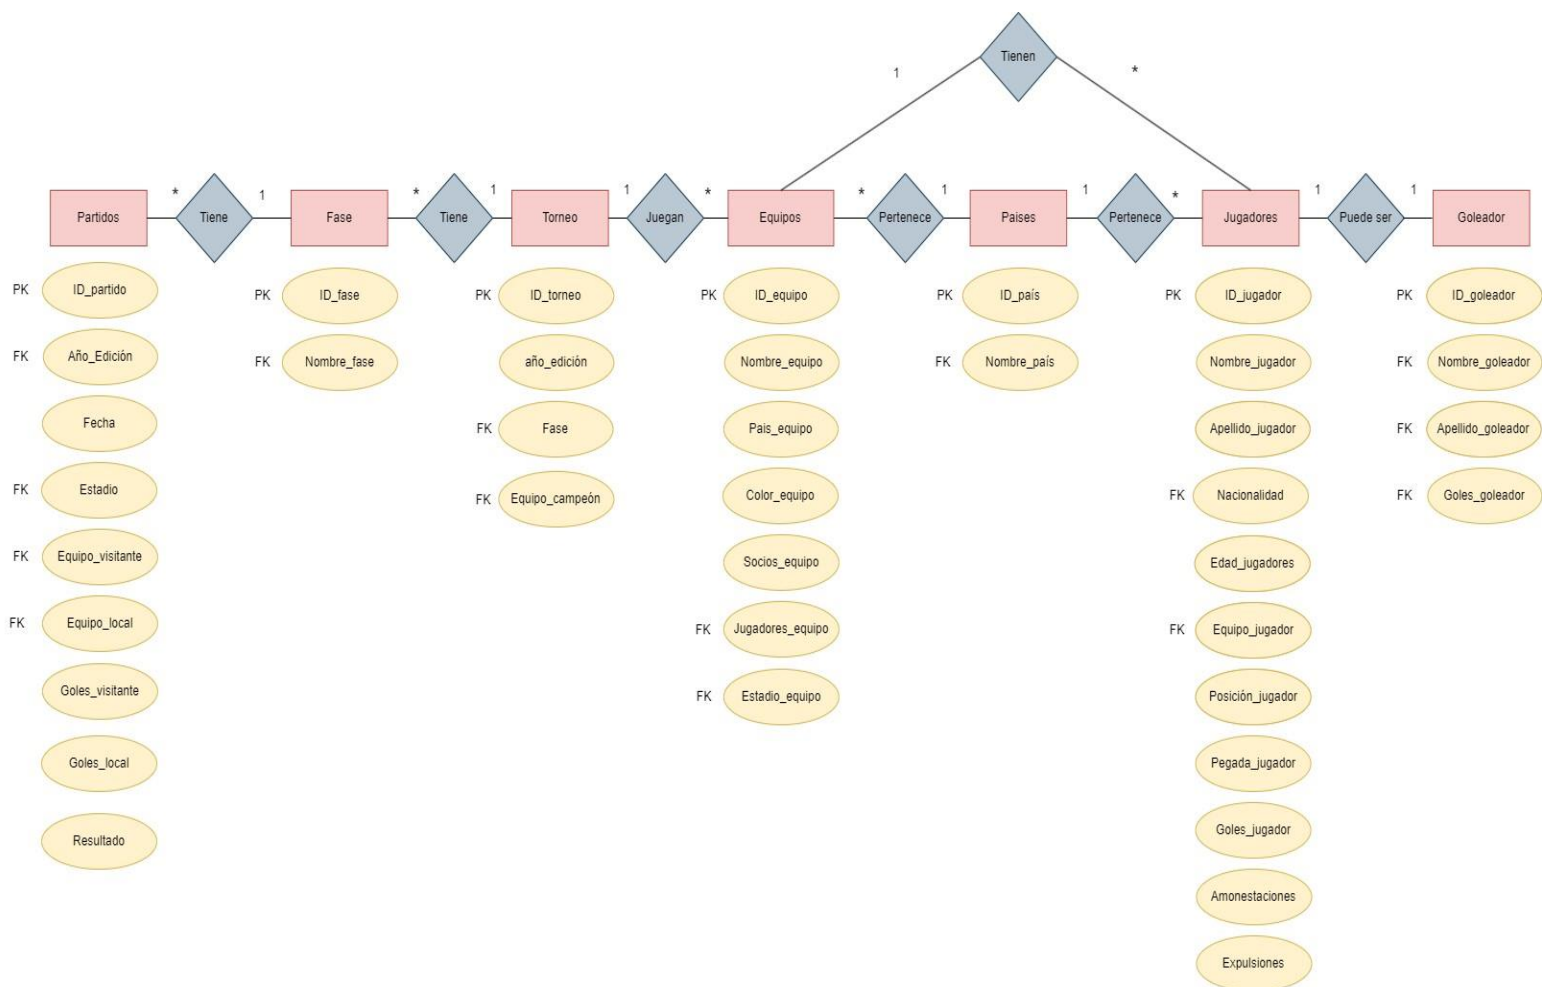 Tienen
1
*
Partidos
*
Tiene
1
Fase
*
Tiene
1
Torneo
1
Juegan
*
Equipos
*
Pertenece
1
Paises
1
Pertenece
*
Jugadores
1
Puede ser
1
Goleador
PK
ID_partido
FK
Año_Edición
Fecha
FK
Estadio
FK
Equipo_visitante
FK
Equipo_local
Goles_visitante
Goles_local
Resultado
PK
ID_fase
FK
Nombre_fase
PK
ID_torneo
año_edición
FK
Fase
FK
Equipo_campeón
PK
ID_equipo
Nombre_equipo
Pais_equipo
Color_equipo
Socios_equipo
FK
Jugadores_equipo
FK
Estadio_equipo
PK
ID_país
FK
Nombre_país
PK
ID_jugador
Nombre_jugador
Apellido_jugador
FK
Nacionalidad
Edad_jugadores
FK
Equipo_jugador
Posición_jugador
Pegada_jugador
Goles_jugador
Amonestaciones
Expulsiones
PK
ID_goleador
FK
Nombre_goleador
FK
Apellido_goleador
FK
Goles_goleador